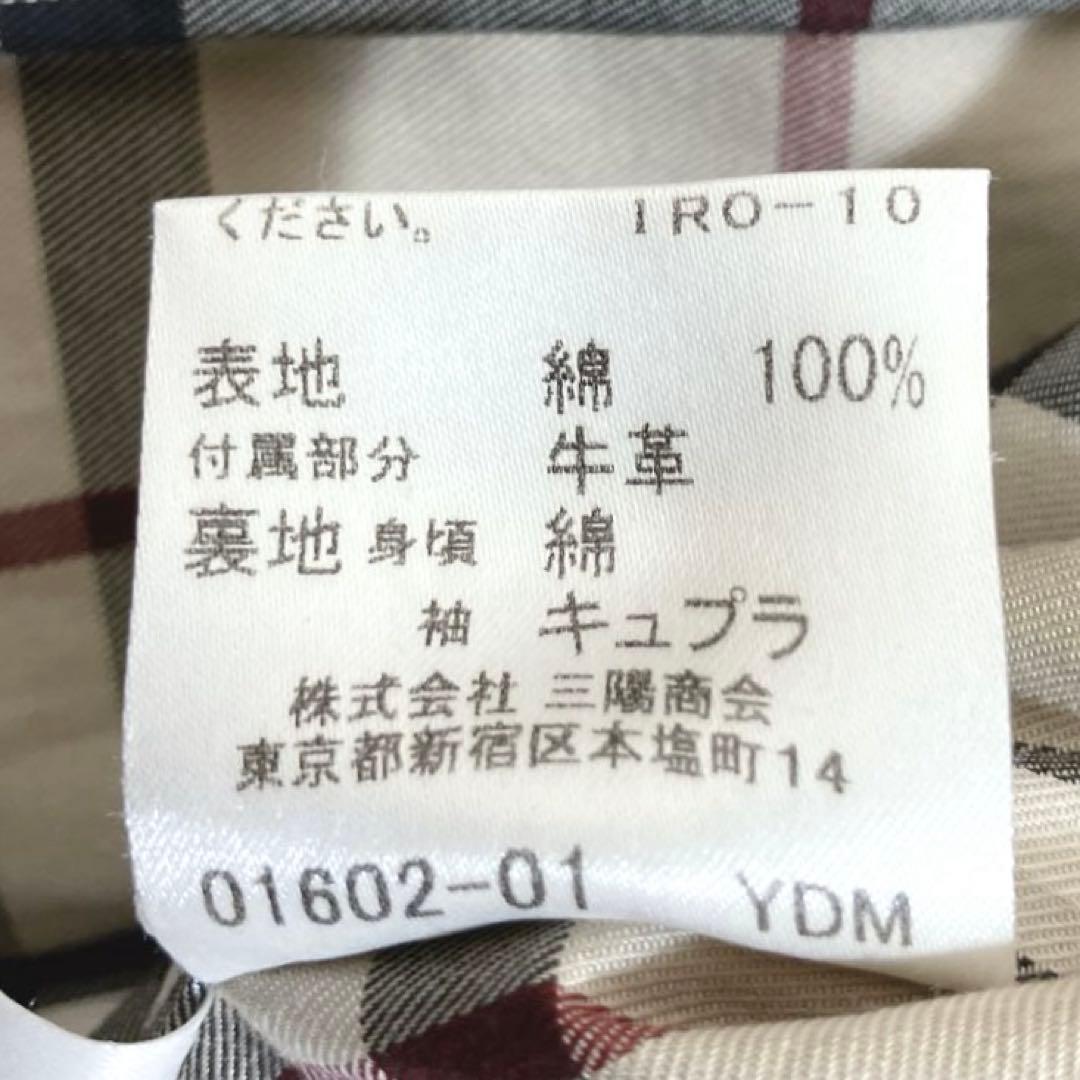 ください。 IRO-10
表地 綿 100%
付属部分 牛革
裏地 身頃 綿
袖 キュプラ
株式会社 三陽商会
東京都新宿区本塩町14
01602-01 YDM